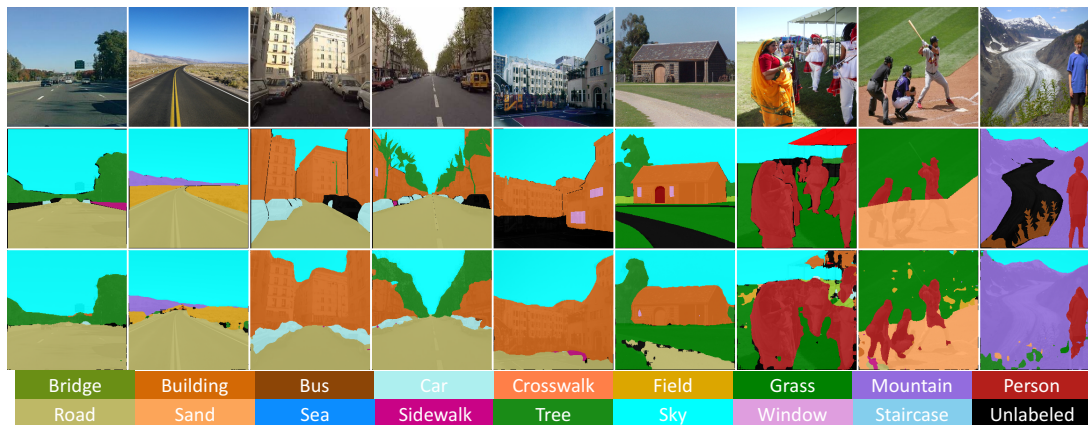 Bridge Building Bus Car Crosswalk Field Grass Mountain Person
Road Sand Sea Sidewalk Tree Sky Window Staircase Unlabeled